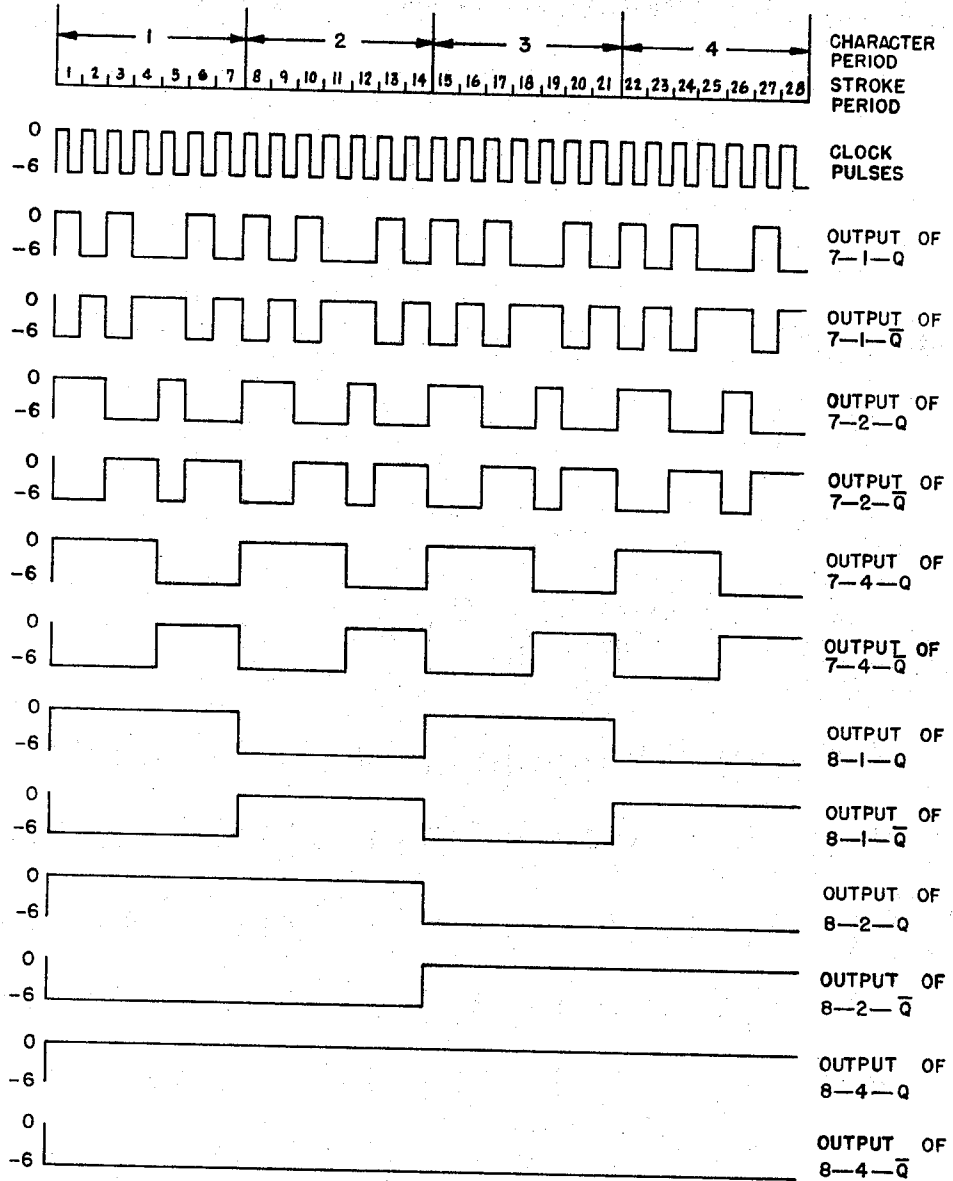 1 2 3 4 CHARACTER PERIOD
1 2 3 4 5 6 7 8 9 10 11 12 13 14 15 16 17 18 19 20 21 22 23 24 25 26 27 28 STROKE PERIOD
0
-6
CLOCK
PULSES
0
-6
OUTPUT OF
7—1—Q
0
-6
OUTPUT OF
7—1—Q̅
0
-6
OUTPUT OF
7—2—Q
0
-6
OUTPUT OF
7—2—Q̅
0
-6
OUTPUT OF
7—4—Q
0
-6
OUTPUT OF
7—4—Q̅
0
-6
OUTPUT OF
8—1—Q
0
-6
OUTPUT OF
8—1—Q̅
0
-6
OUTPUT OF
8—2—Q
0
-6
OUTPUT OF
8—2—Q̅
0
-6
OUTPUT OF
8—4—Q
0
-6
OUTPUT OF
8—4—Q̅